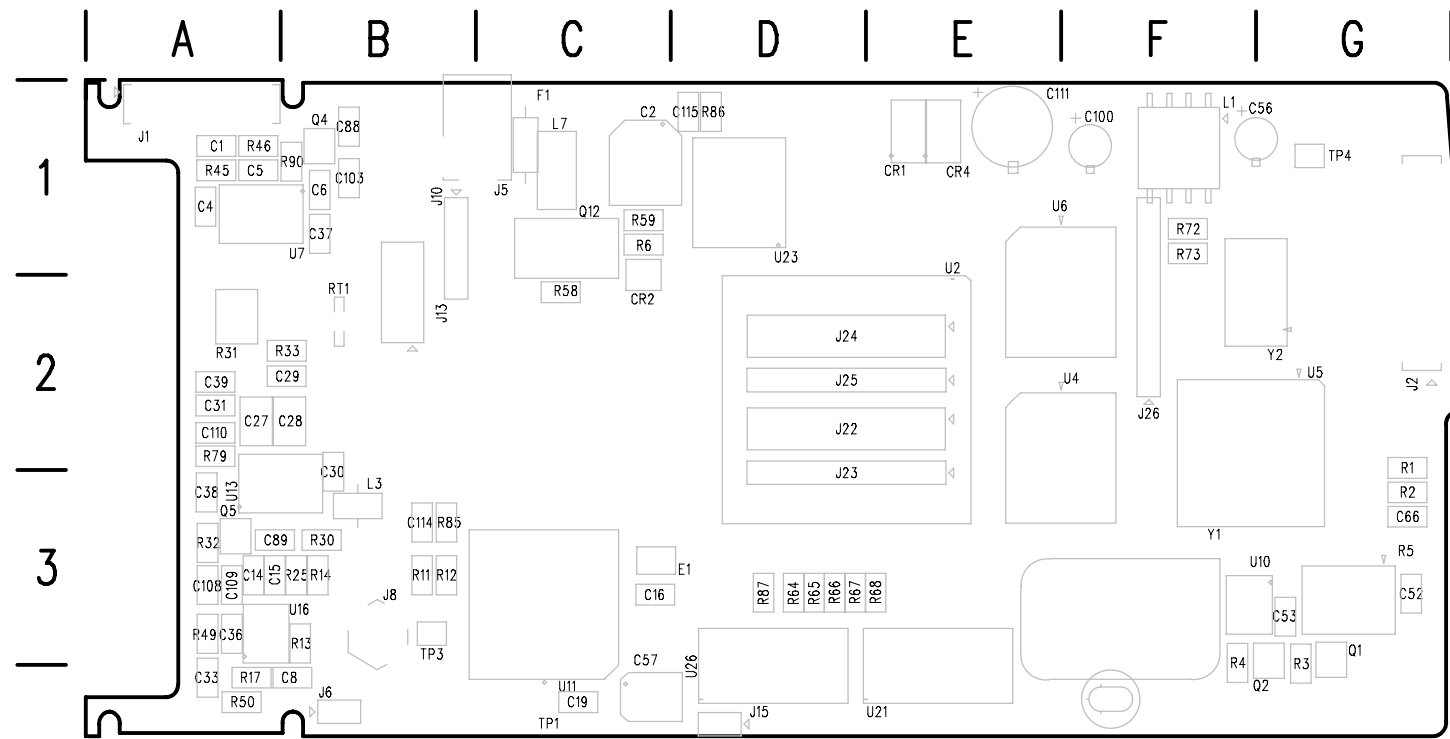 A B C D E F G
1
2
3
J1
C1
R46
R45
C5
R90
Q4
C88
C103
C6
C4
C37
U7
J10
J5
F1
L7
C2
C115
R86
Q12
R59
R6
U23
CR1
CR4
C111
C100
L1
C56
TP4
U6
R72
R73
RT1
J13
R58
CR2
U2
R31
R33
C29
C39
C31
C110
C27
C28
R79
J24
J25
J22
J23
U4
J26
Y2
U5
J2
C30
C38
U13
L3
Q5
R32
C89
R30
C114
R85
R1
R2
C66
Y1
C108
C109
C14
C15
R25
R14
R11
R12
E1
C16
R87
R64
R65
R66
R67
R68
U10
R5
C52
C53
U16
J8
R49
C36
R13
TP3
C33
R17
C8
R50
J6
U11
C19
TP1
C57
U26
J15
U21
R4
Q2
R3
Q1